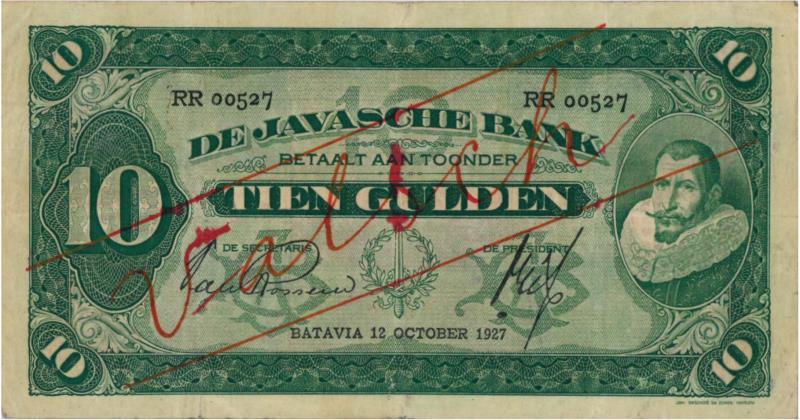 10 10
RR 00527 RR 00527
DE JAVASCHE BANK
BETAALT AAN TOONDER
10 TIEN GULDEN
Valsch.
DE SECRETARIS DE PRESIDENT
BATAVIA 12 OCTOBER 1927
10 10